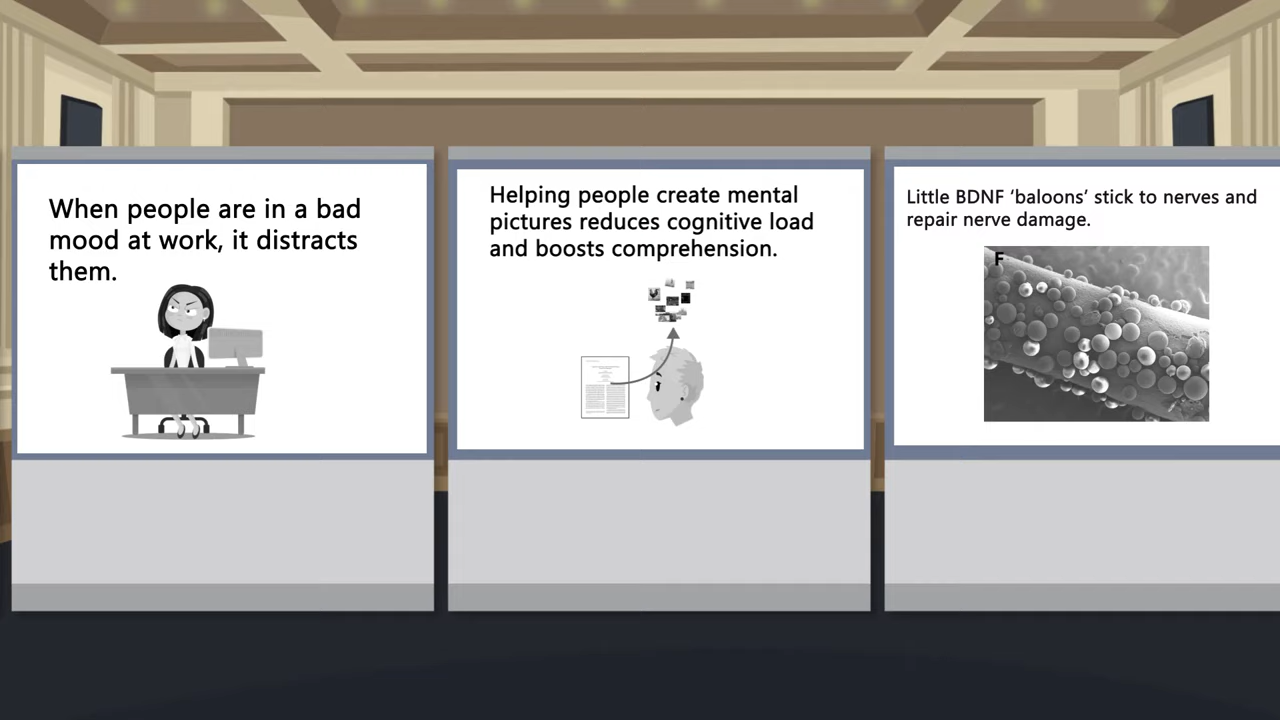 When people are in a bad
mood at work, it distracts
them.
Helping people create mental
pictures reduces cognitive load
and boosts comprehension.
Little BDNF ‘baloons’ stick to nerves and
repair nerve damage.
F